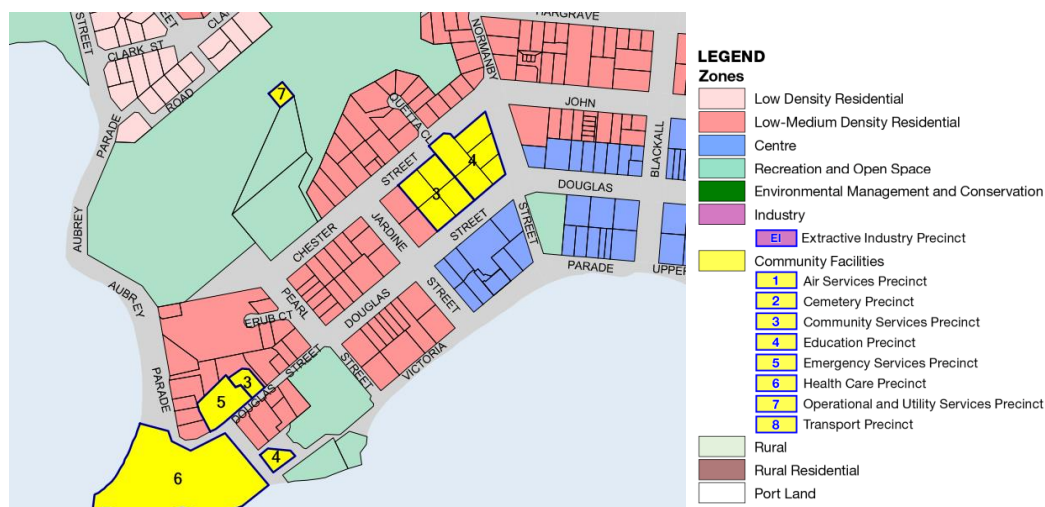 STREET
STREET
CLA
CLARK ST
ROAD
PARADE
AUBREY
AUBREY
PARADE
HARGRAVE
NORMANBY
JOHN
BLACKALL
QUETTA CL
STREET
CHESTER
JARDINE
DOUGLAS
STREET
STREET
PARADE
UPPER
STREET
PEARL
DOUGLAS
ERUB CT
STREET
STREET
VICTORIA
DOUGLAS
7
4
3
3
5
4
6
LEGEND
Zones
Low Density Residential
Low-Medium Density Residential
Centre
Recreation and Open Space
Environmental Management and Conservation
Industry
EI Extractive Industry Precinct
Community Facilities
1 Air Services Precinct
2 Cemetery Precinct
3 Community Services Precinct
4 Education Precinct
5 Emergency Services Precinct
6 Health Care Precinct
7 Operational and Utility Services Precinct
8 Transport Precinct
Rural
Rural Residential
Port Land